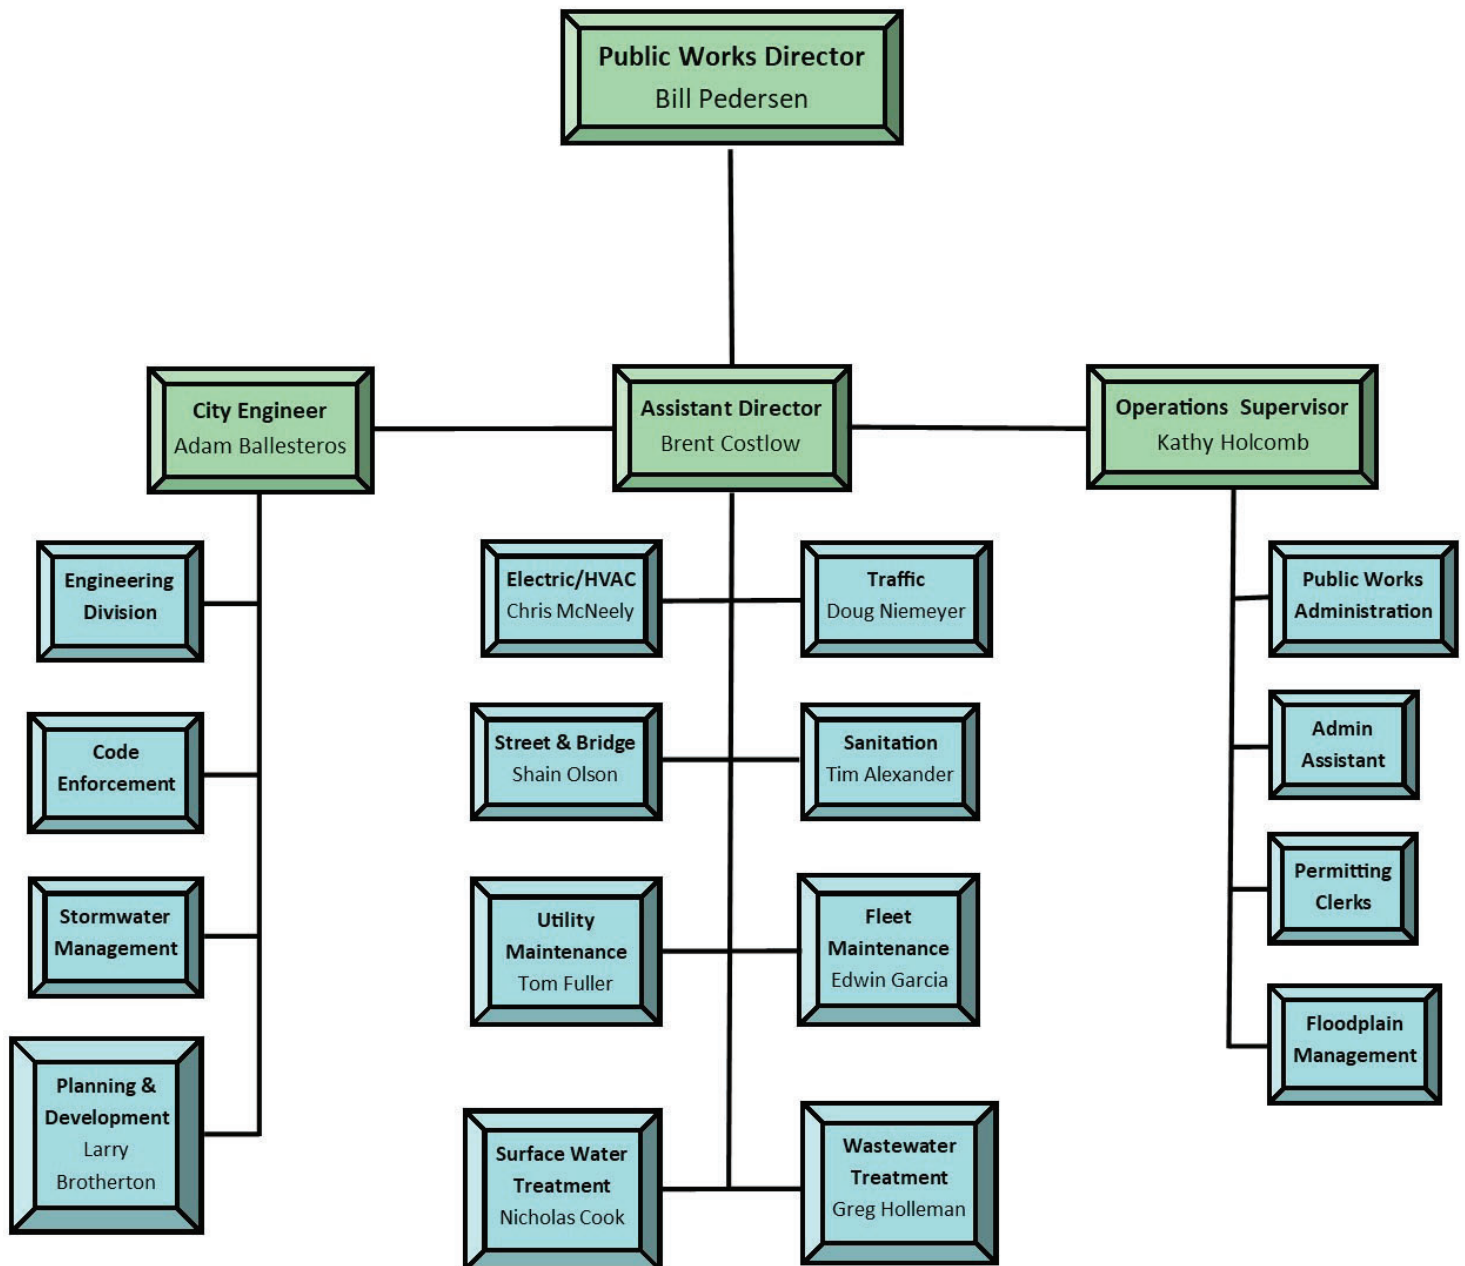 Public Works Director
Bill Pedersen
City Engineer
Adam Ballesteros
Assistant Director
Brent Costlow
Operations Supervisor
Kathy Holcomb
Engineering
Division
Code
Enforcement
Stormwater
Management
Planning &
Development
Larry
Brotherton
Electric/HVAC
Chris McNeely
Traffic
Doug Niemeyer
Street & Bridge
Shain Olson
Sanitation
Tim Alexander
Utility
Maintenance
Tom Fuller
Fleet
Maintenance
Edwin Garcia
Surface Water
Treatment
Nicholas Cook
Wastewater
Treatment
Greg Holleman
Public Works
Administration
Admin
Assistant
Permitting
Clerks
Floodplain
Management